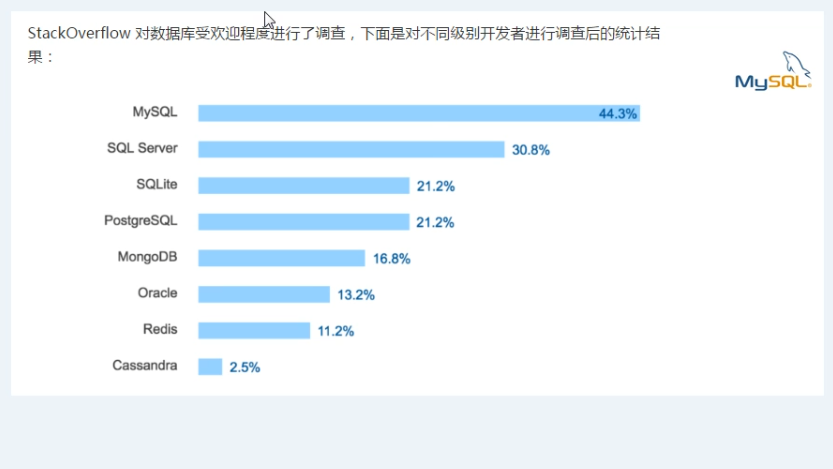 StackOverflow 对数据库受欢迎程度进行了调查，下面是对不同级别开发者进行调查后的统计结
果：
MySQL.
MySQL 44.3%
SQL Server 30.8%
SQLite 21.2%
PostgreSQL 21.2%
MongoDB 16.8%
Oracle 13.2%
Redis 11.2%
Cassandra 2.5%